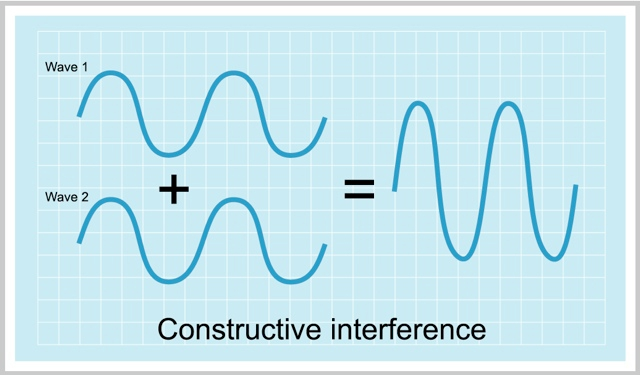 Wave 1
+
=
Wave 2
Constructive interference